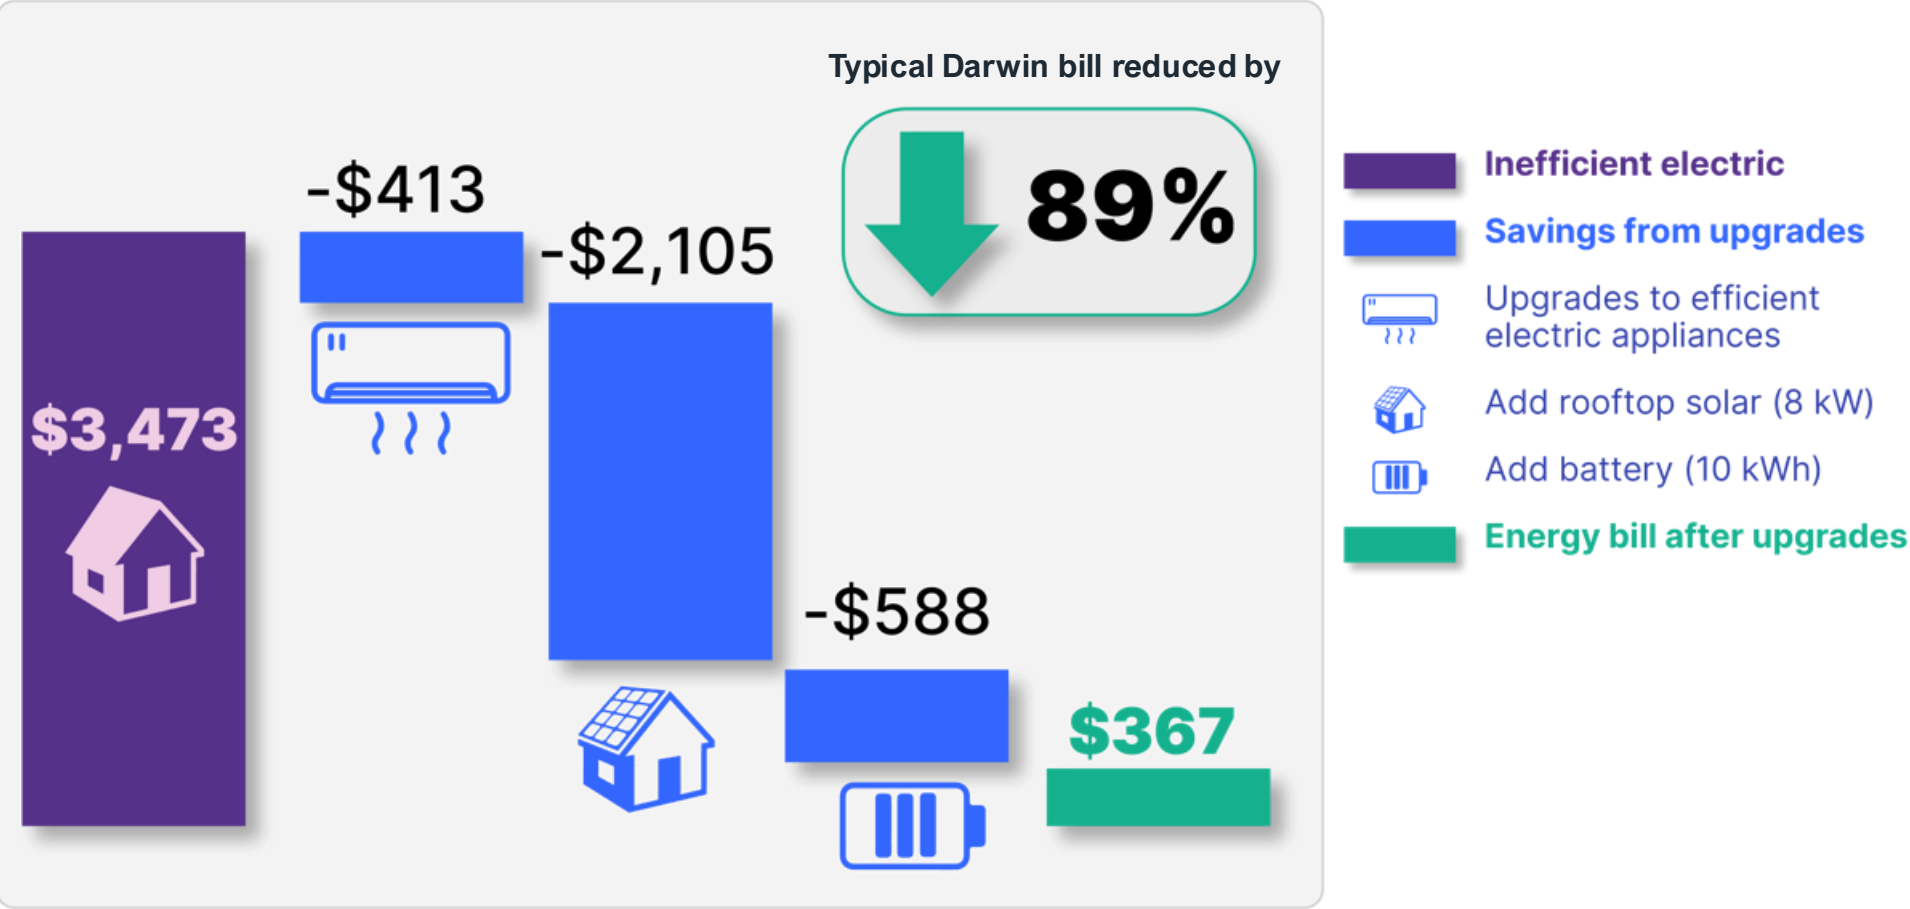 Typical Darwin bill reduced by
89%
-$413
-$2,105
$3,473
-$588
$367
Inefficient electric
Savings from upgrades
Upgrades to efficient
electric appliances
Add rooftop solar (8 kW)
Add battery (10 kWh)
Energy bill after upgrades